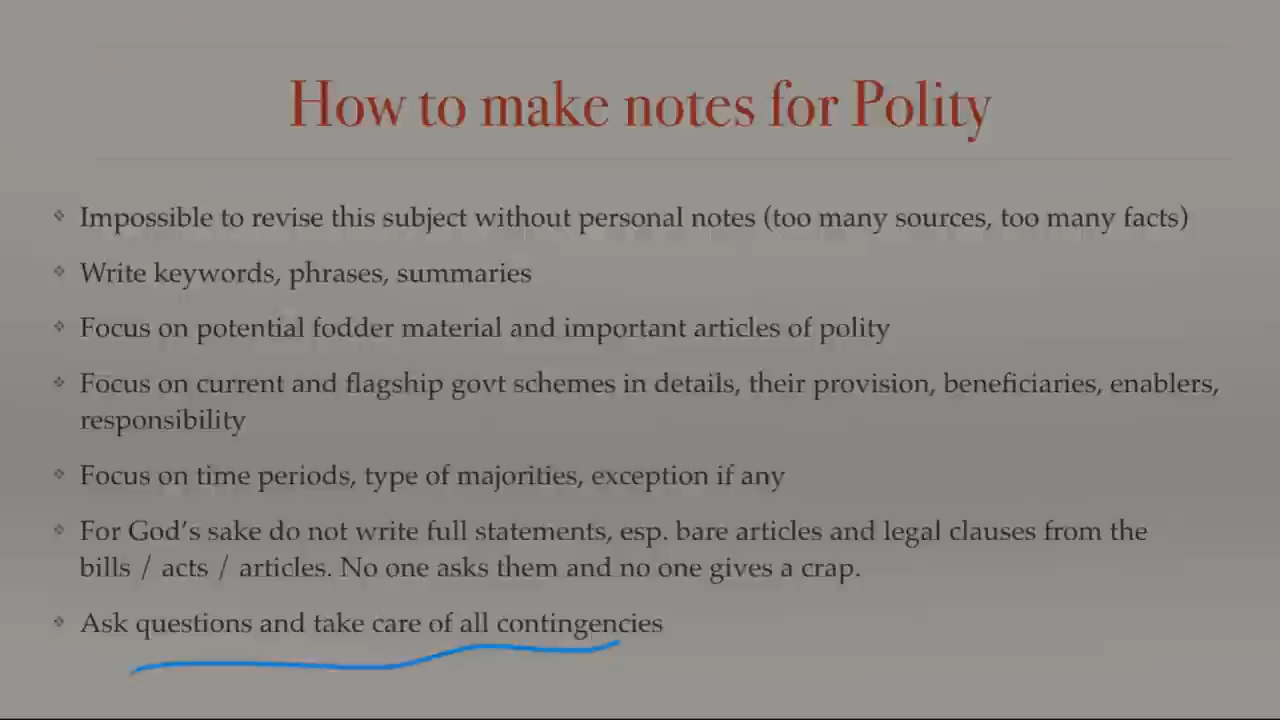 How to make notes for Polity
Impossible to revise this subject without personal notes (too many sources, too many facts)
Write keywords, phrases, summaries
Focus on potential fodder material and important articles of polity
Focus on current and flagship govt schemes in details, their provision, beneficiaries, enablers,
responsibility
Focus on time periods, type of majorities, exception if any
For God's sake do not write full statements, esp. bare articles and legal clauses from the
bills / acts / articles. No one asks them and no one gives a crap.
Ask questions and take care of all contingencies